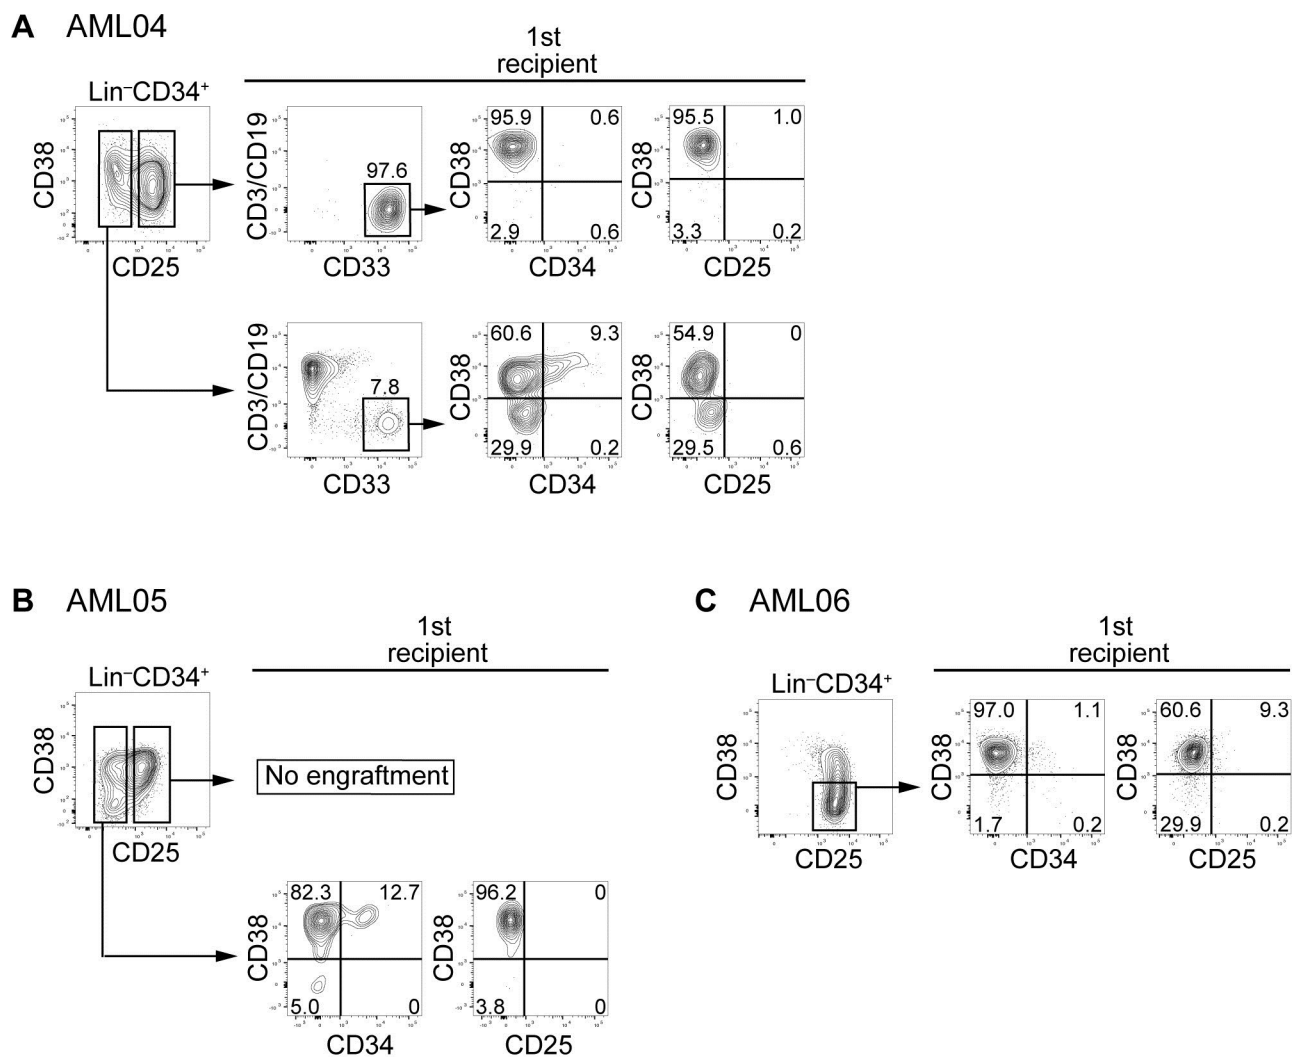 A AML04
1st
recipient
Lin⁻CD34⁺
CD38
CD25
CD3/CD19
97.6
CD33
CD38
95.9 0.6
2.9 0.6
CD34
CD38
95.5 1.0
3.3 0.2
CD25
CD3/CD19
7.8
CD33
CD38
60.6 9.3
29.9 0.2
CD34
CD38
54.9 0
29.5 0.6
CD25
B AML05
1st
recipient
Lin⁻CD34⁺
CD38
CD25
No engraftment
CD38
82.3 12.7
5.0 0
CD34
CD38
96.2 0
3.8 0
CD25
C AML06
1st
recipient
Lin⁻CD34⁺
CD38
CD25
CD38
97.0 1.1
1.7 0.2
CD34
CD38
60.6 9.3
29.9 0.2
CD25